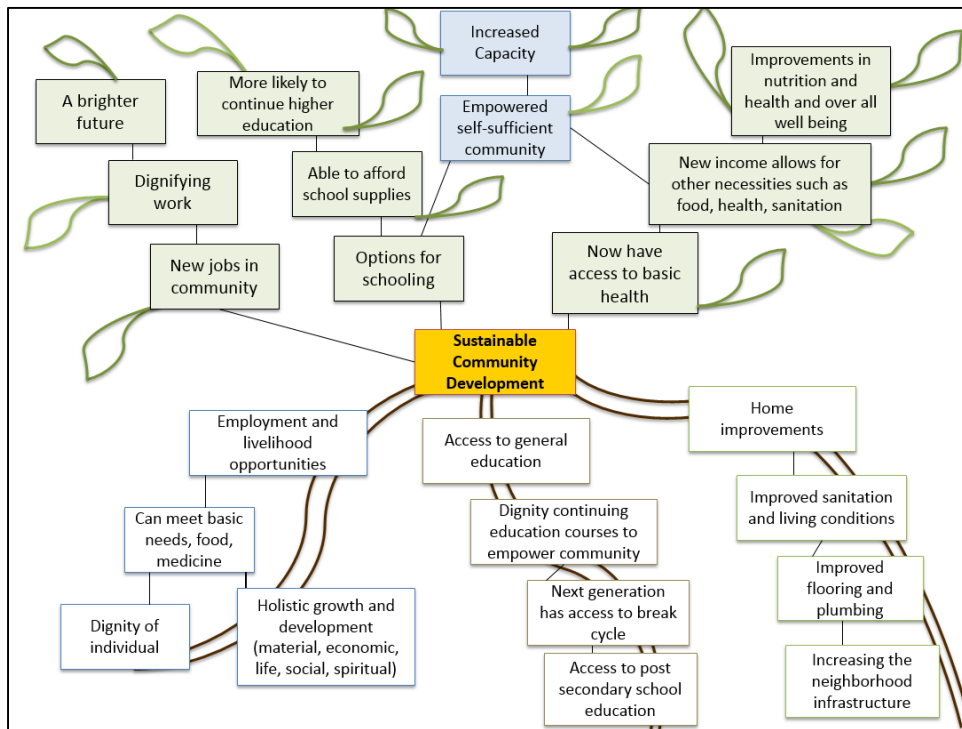 Increased
Capacity
A brighter
future
More likely to
continue higher
education
Empowered
self-sufficient
community
Improvements in
nutrition and
health and over all
well being
Dignifying
work
Able to afford
school supplies
New income allows for
other necessities such as
food, health, sanitation
New jobs in
community
Options for
schooling
Now have
access to basic
health
Sustainable
Community
Development
Employment and
livelihood
opportunities
Access to general
education
Home
improvements
Can meet basic
needs, food,
medicine
Dignity continuing
education courses to
empower community
Improved sanitation
and living conditions
Dignity of
individual
Holistic growth and
development
(material, economic,
life, social, spiritual)
Next generation
has access to break
cycle
Improved
flooring and
plumbing
Access to post
secondary school
education
Increasing the
neighborhood
infrastructure